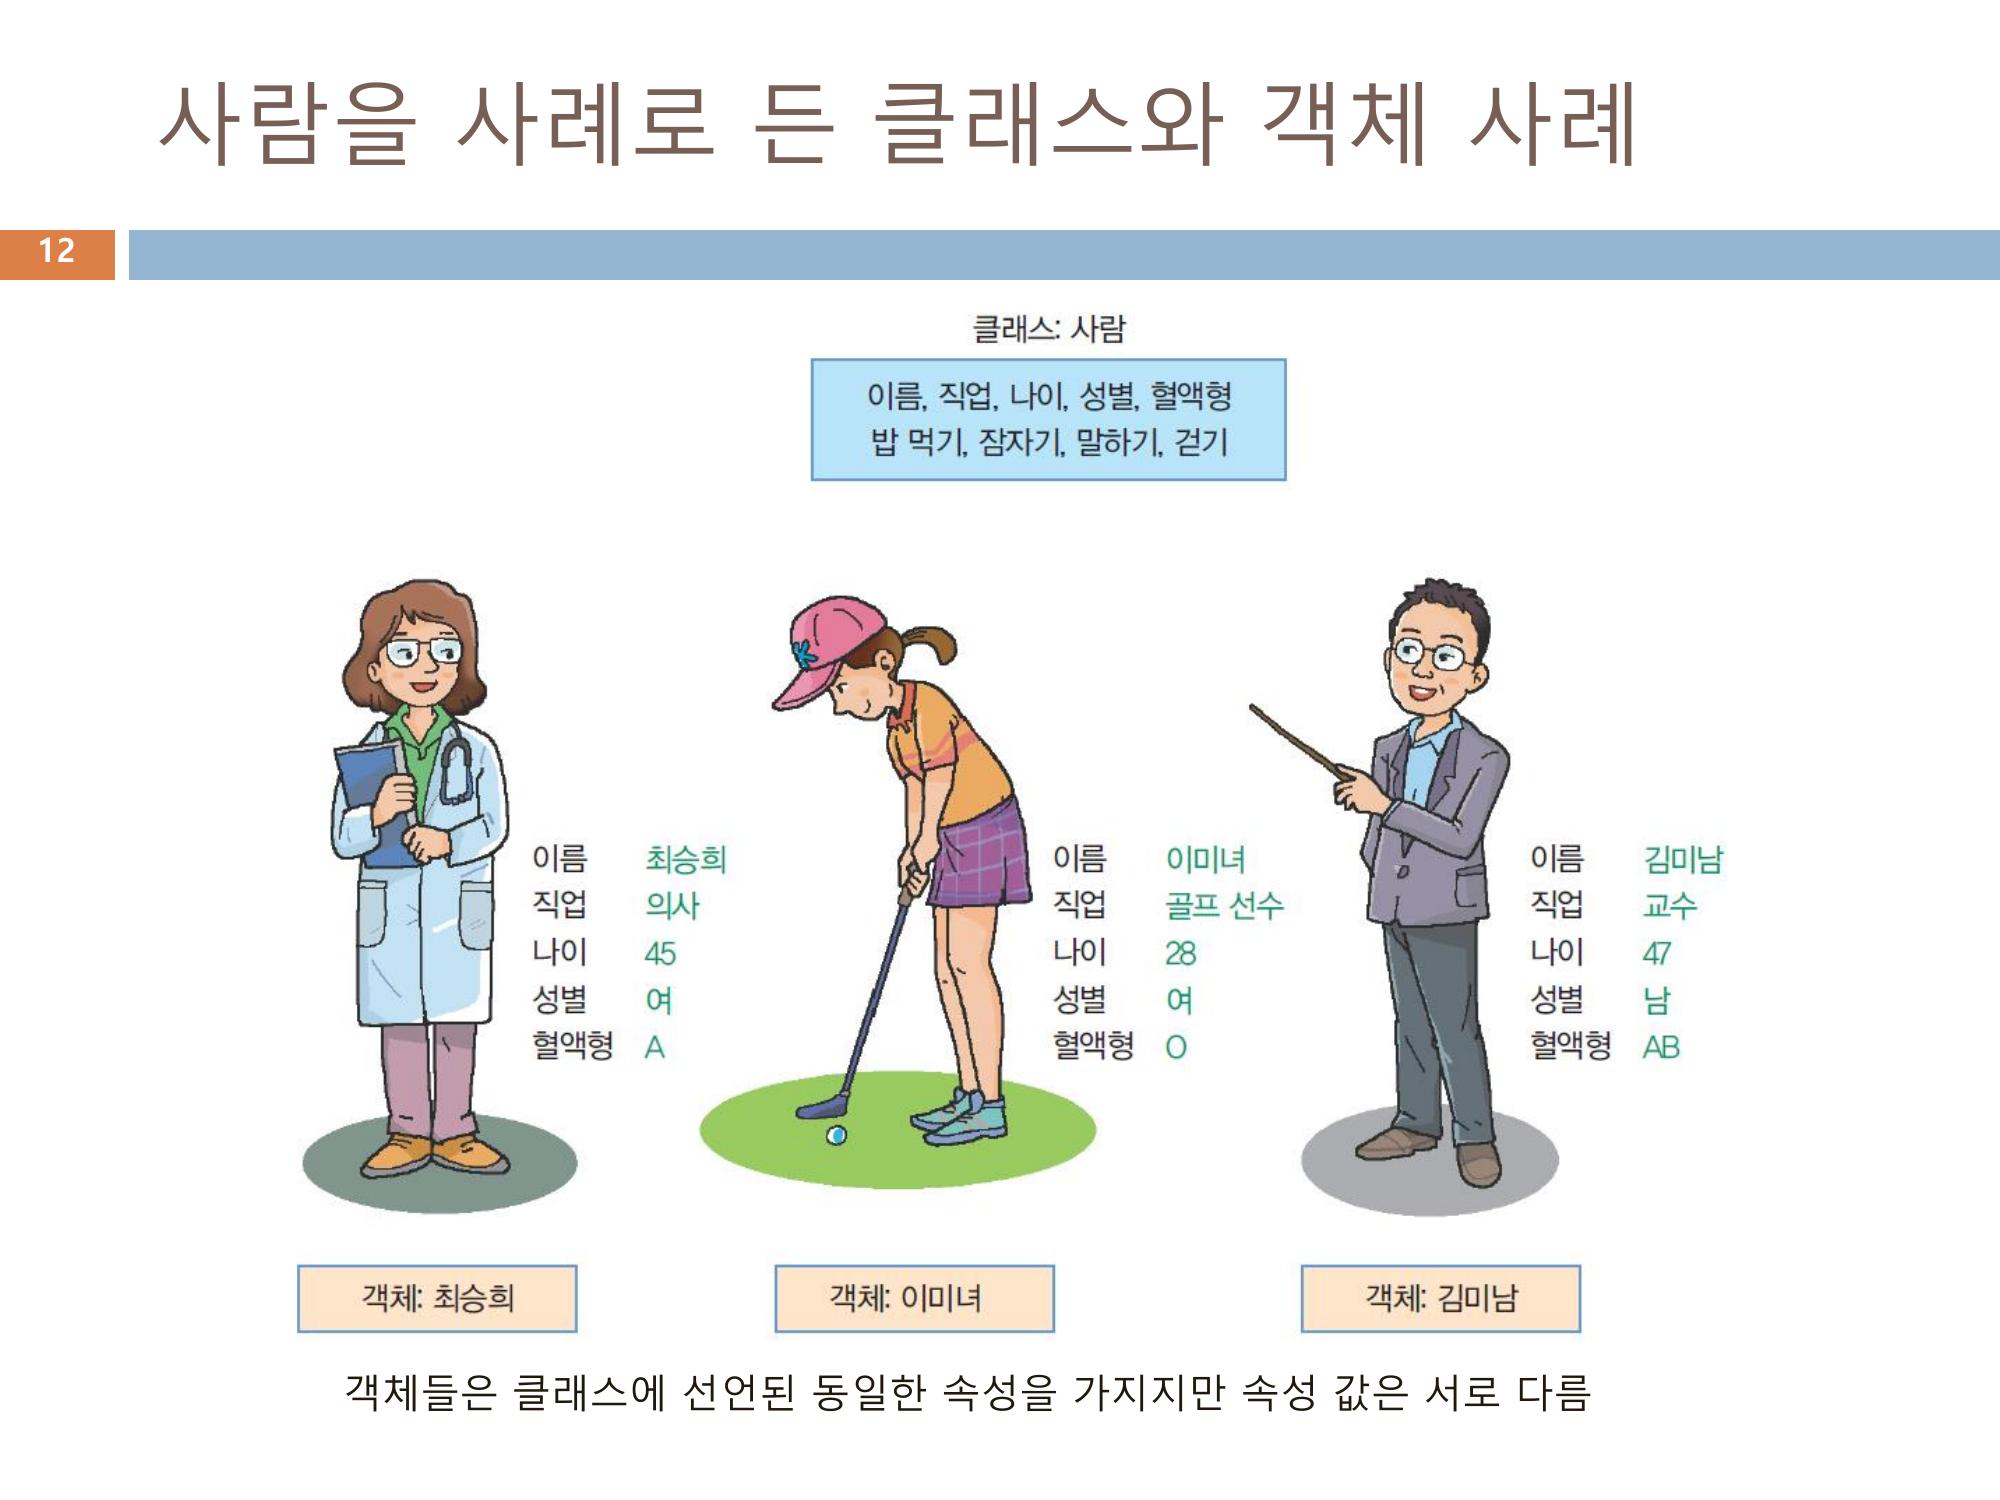 사람을 사례로 든 클래스와 객체 사례
12
클래스: 사람
이름, 직업, 나이, 성별, 혈액형
밥 먹기, 잠자기, 말하기, 걷기
이름 최승희
직업 의사
나이 45
성별 여
혈액형 A
이름 이미녀
직업 골프 선수
나이 28
성별 여
혈액형 O
이름 김미남
직업 교수
나이 47
성별 남
혈액형 AB
객체: 최승희
객체: 이미녀
객체: 김미남
객체들은 클래스에 선언된 동일한 속성을 가지지만 속성 값은 서로 다름